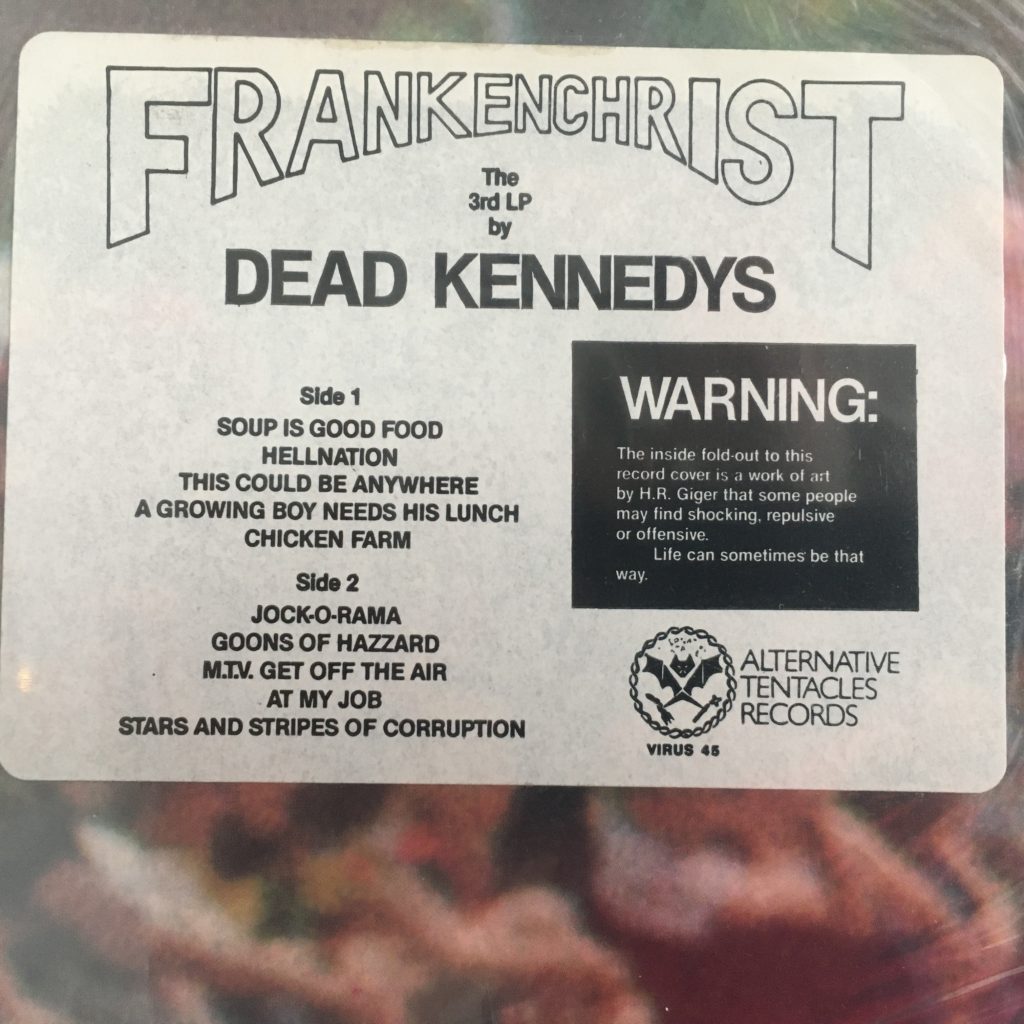 FRANKENCHRIST
The
3rd LP
by
DEAD KENNEDYS
Side 1
SOUP IS GOOD FOOD
HELLNATION
THIS COULD BE ANYWHERE
A GROWING BOY NEEDS HIS LUNCH
CHICKEN FARM
Side 2
JOCK-O-RAMA
GOONS OF HAZZARD
M.T.V. GET OFF THE AIR
AT MY JOB
STARS AND STRIPES OF CORRUPTION
WARNING:
The inside fold-out to this
record cover is a work of art
by H.R. Giger that some people
may find shocking, repulsive
or offensive.
Life can sometimes be that
way.
ALTERNATIVE
TENTACLES
RECORDS
VIRUS 45